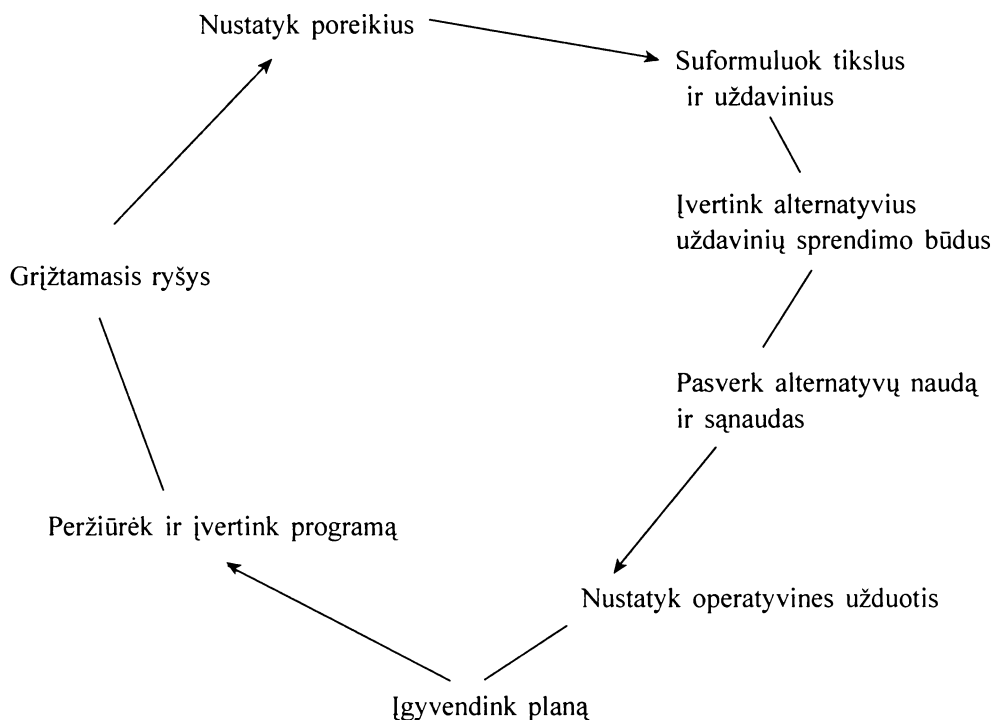 Nustatyk poreikius
Suformuluok tikslus
ir uždavinius
Įvertink alternatyvius
uždavinių sprendimo būdus
Pasverk alternatyvų naudą
ir sąnaudas
Nustatyk operatyvines užduotis
Įgyvendink planą
Peržiūrėk ir įvertink programą
Grįžtamasis ryšys